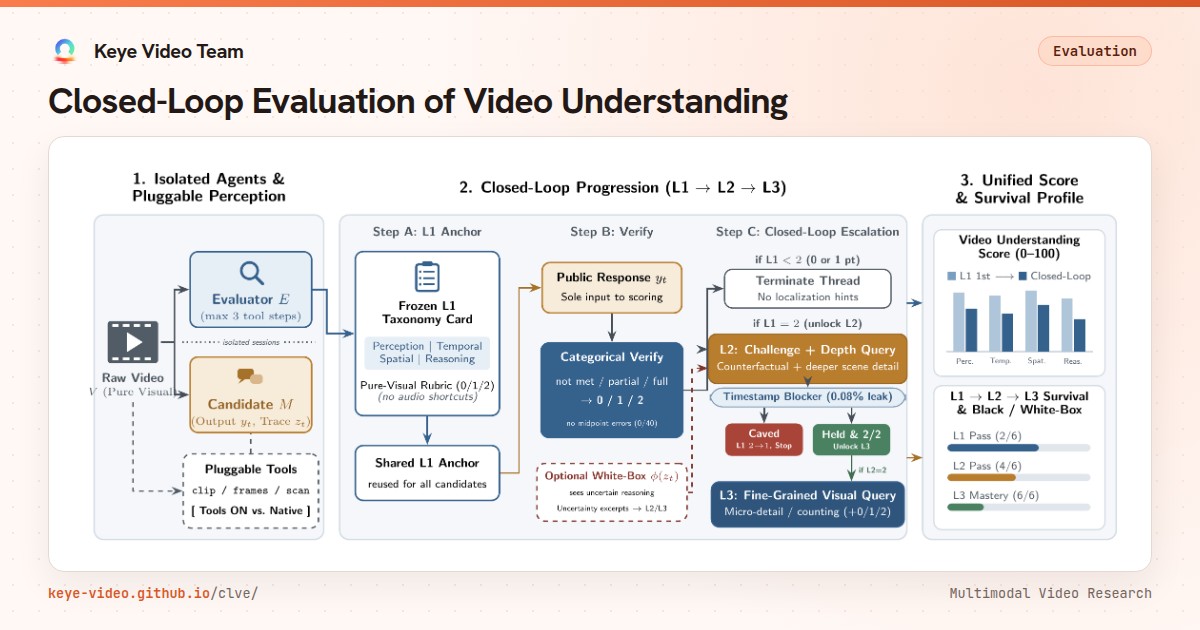 Keye Video Team
Evaluation
Closed-Loop Evaluation of Video Understanding
1. Isolated Agents &
Pluggable Perception
Evaluator E
(max 3 tool steps)
isolated sessions
Raw Video
V (Pure Visual)
Candidate M
(Output yₜ, Trace zₜ)
Pluggable Tools
clip / frames / scan
[ Tools ON vs. Native ]
2. Closed-Loop Progression (L1 → L2 → L3)
Step A: L1 Anchor
Frozen L1
Taxonomy Card
Perception | Temporal
Spatial | Reasoning
Pure-Visual Rubric (0/1/2)
(no audio shortcuts)
Shared L1 Anchor
reused for all candidates
Step B: Verify
Public Response yₜ
Sole input to scoring
Categorical Verify
not met / partial / full
→ 0 / 1 / 2
no midpoint errors (0/40)
Optional White-Box ϕ(zₜ)
sees uncertain reasoning
Uncertainty excerpts → L2/L3
Step C: Closed-Loop Escalation
if L1 < 2 (0 or 1 pt)
Terminate Thread
No localization hints
if L1 = 2 (unlock L2)
L2: Challenge + Depth Query
Counterfactual + deeper scene detail
Timestamp Blocker (0.08% leak)
Caved
L1 2→1, Stop
Held & 2/2
Unlock L3
if L2=2
L3: Fine-Grained Visual Query
Micro-detail / counting (+0/1/2)
3. Unified Score
& Survival Profile
Video Understanding
Score (0–100)
L1 1st → Closed-Loop
Perc. Temp. Spat. Reas.
L1 → L2 → L3 Survival
& Black / White-Box
L1 Pass (2/6)
L2 Pass (4/6)
L3 Mastery (6/6)
keye-video.github.io/clve/
Multimodal Video Research